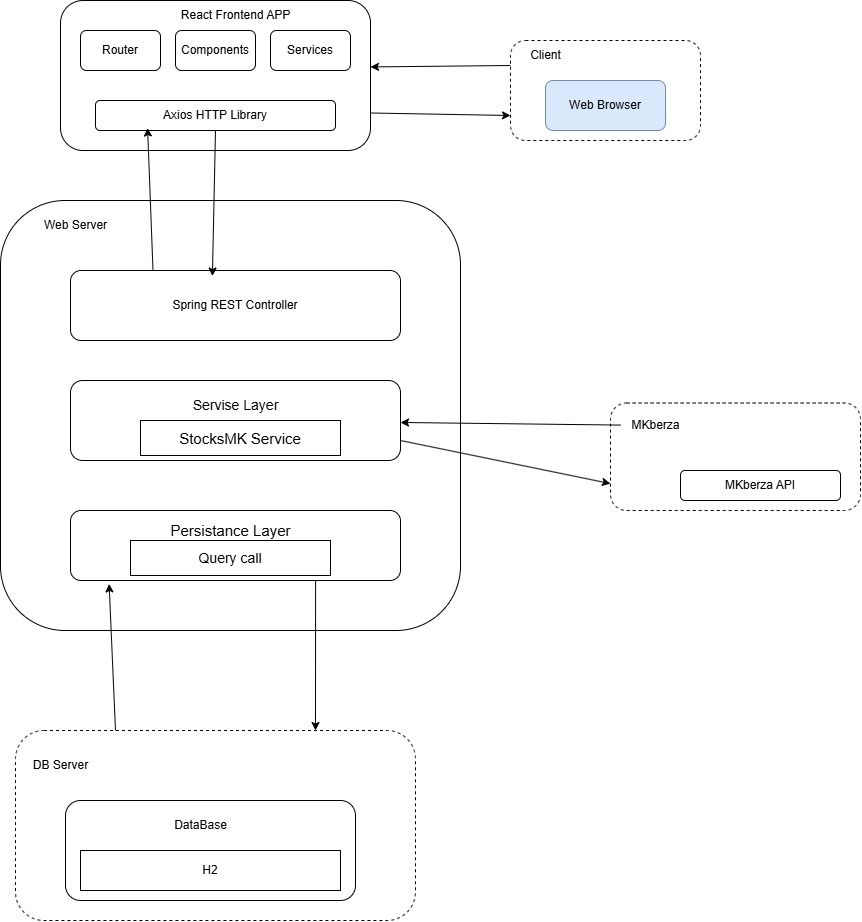 React Frontend APP
Router
Components
Services
Axios HTTP Library
Client
Web Browser
Web Server
Spring REST Controller
Servise Layer
StocksMK Service
MKberza
MKberza API
Persistance Layer
Query call
DB Server
DataBase
H2